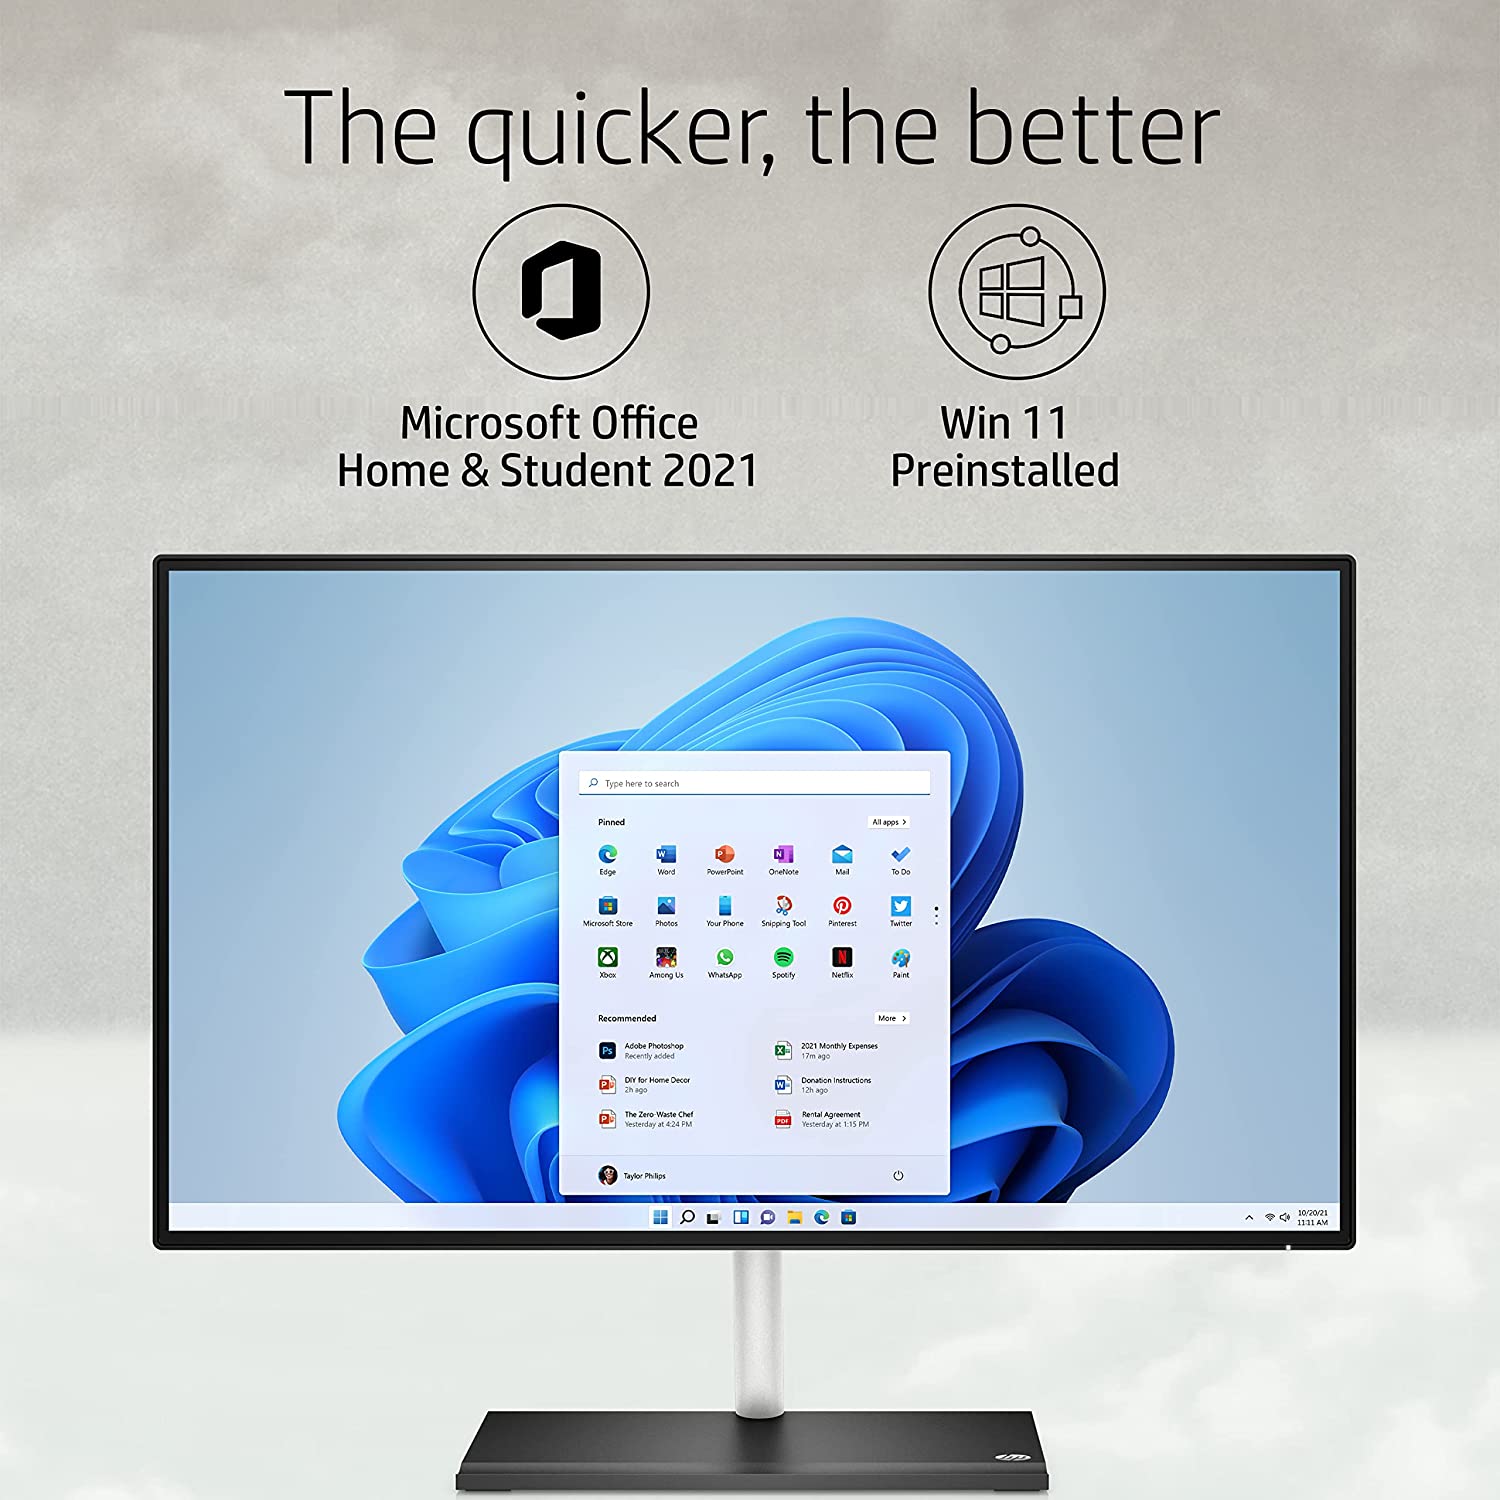 The quicker, the better
Microsoft Office
Home & Student 2021
Win 11
Preinstalled
Type here to search
Pinned
All apps >
Edge
Word
PowerPoint
OneNote
Mail
To Do
Microsoft Store
Photos
Your Phone
Snipping Tool
Pinterest
Twitter
Xbox
Among Us
WhatsApp
Spotify
Netflix
Paint
Recommended
More >
Adobe Photoshop
Recently added
2021 Monthly Expenses
17m ago
DIY for Home Decor
2h ago
Donation Instructions
12h ago
The Zero-Waste Chef
Yesterday at 4:24 PM
Rental Agreement
Yesterday at 1:15 PM
Taylor Philips
10/20/21
11:11 AM
hp